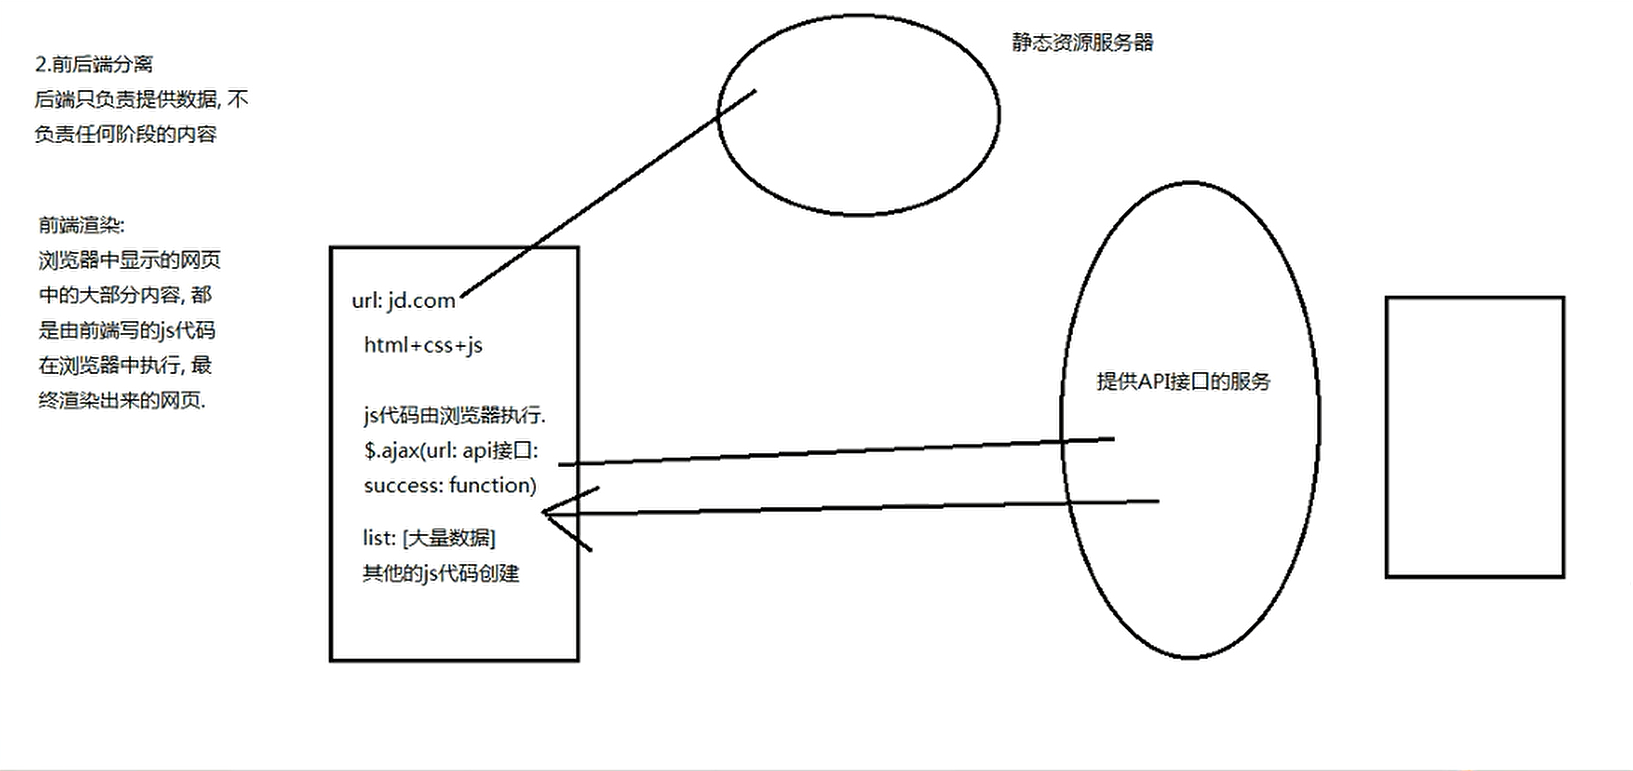 2.前后端分离
后端只负责提供数据, 不
负责任何阶段的内容
前端渲染:
浏览器中显示的网页
中的大部分内容, 都
是由前端写的js代码
在浏览器中执行, 最
终渲染出来的网页.
静态资源服务器
url: jd.com
html+css+js
js代码由浏览器执行.
$.ajax(url: api接口:
success: function)
list: [大量数据]
其他的js代码创建
提供API接口的服务